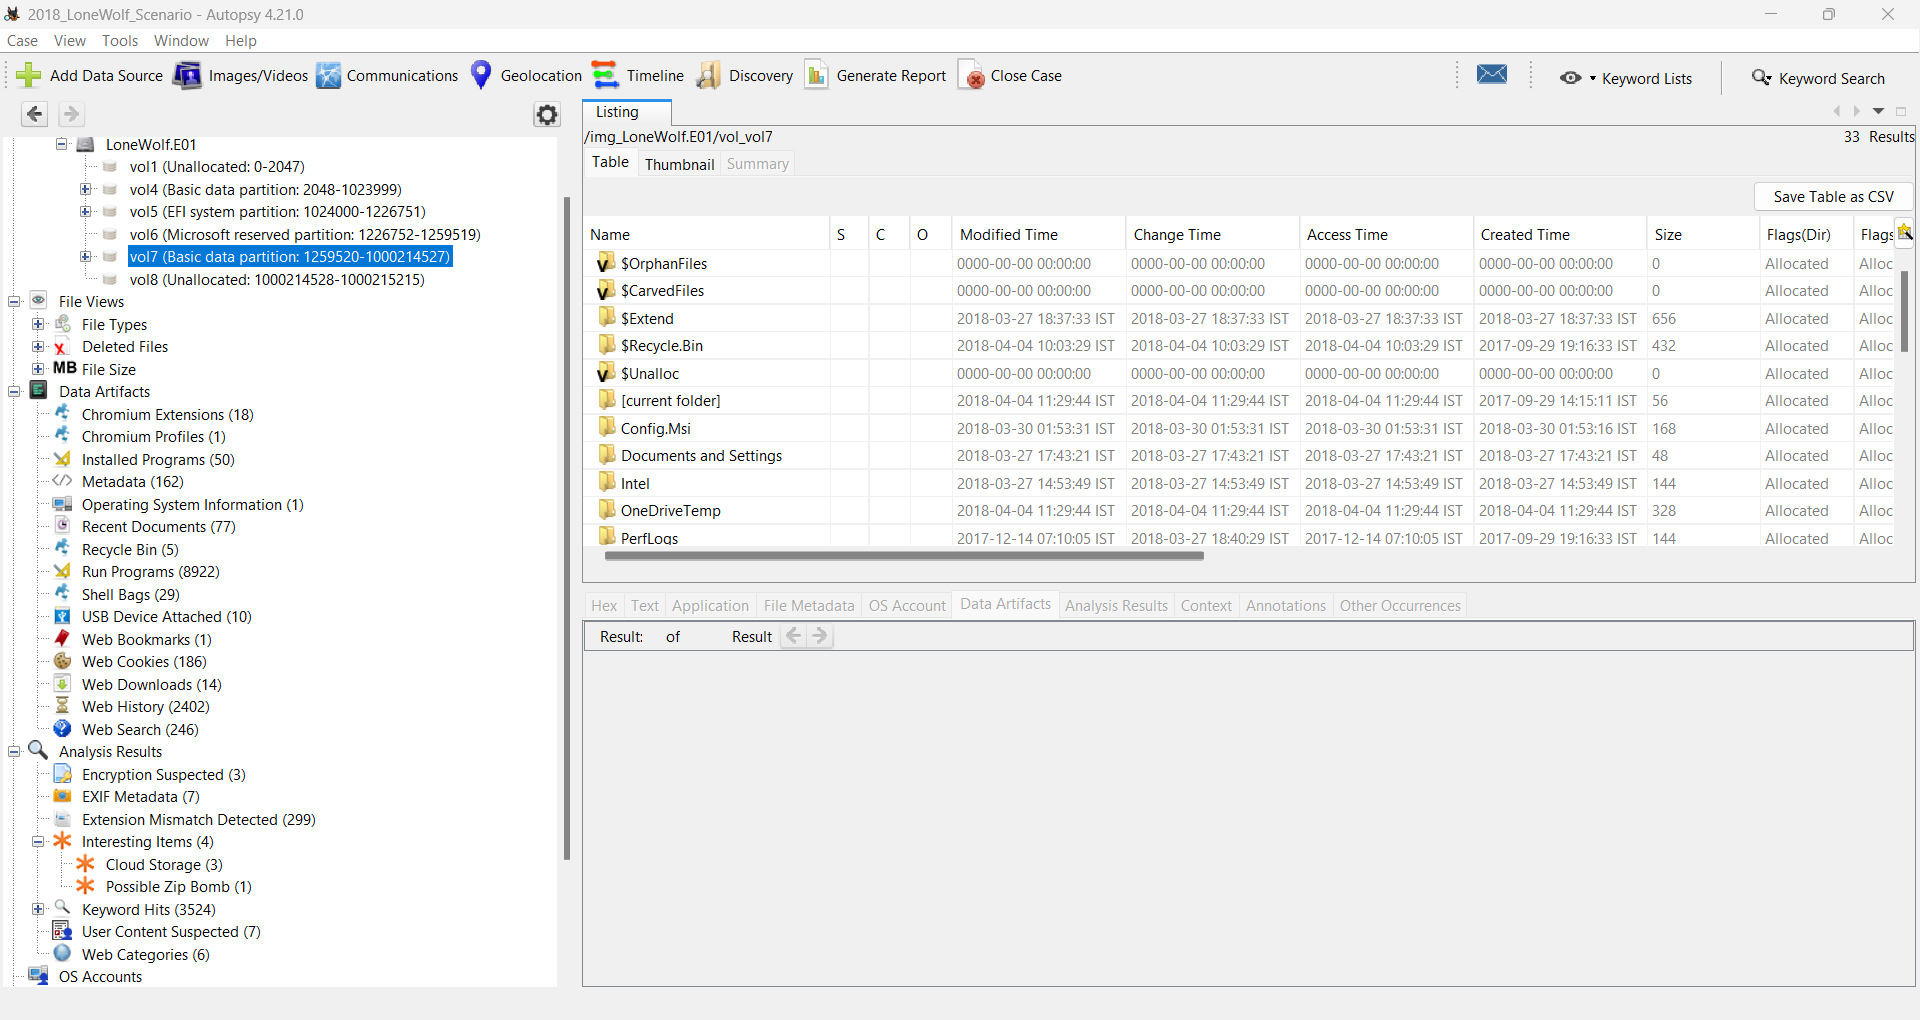 2018_LoneWolf_Scenario - Autopsy 4.21.0
Case View Tools Window Help
Add Data Source Images/Videos Communications Geolocation Timeline Discovery Generate Report Close Case Keyword Lists Keyword Search
LoneWolf.E01
vol1 (Unallocated: 0-2047)
vol4 (Basic data partition: 2048-1023999)
vol5 (EFI system partition: 1024000-1226751)
vol6 (Microsoft reserved partition: 1226752-1259519)
vol7 (Basic data partition: 1259520-1000214527)
vol8 (Unallocated: 1000214528-1000215215)
File Views
File Types
Deleted Files
MB File Size
Data Artifacts
Chromium Extensions (18)
Chromium Profiles (1)
Installed Programs (50)
Metadata (162)
Operating System Information (1)
Recent Documents (77)
Recycle Bin (5)
Run Programs (8922)
Shell Bags (29)
USB Device Attached (10)
Web Bookmarks (1)
Web Cookies (186)
Web Downloads (14)
Web History (2402)
Web Search (246)
Analysis Results
Encryption Suspected (3)
EXIF Metadata (7)
Extension Mismatch Detected (299)
Interesting Items (4)
Cloud Storage (3)
Possible Zip Bomb (1)
Keyword Hits (3524)
User Content Suspected (7)
Web Categories (6)
OS Accounts
Listing
/img_LoneWolf.E01/vol_vol7 33 Results
Table Thumbnail Summary
Save Table as CSV
Name S C O Modified Time Change Time Access Time Created Time Size Flags(Dir) Flags
$OrphanFiles 0000-00-00 00:00:00 0000-00-00 00:00:00 0000-00-00 00:00:00 0000-00-00 00:00:00 0 Allocated Alloc
$CarvedFiles 0000-00-00 00:00:00 0000-00-00 00:00:00 0000-00-00 00:00:00 0000-00-00 00:00:00 0 Allocated Alloc
$Extend 2018-03-27 18:37:33 IST 2018-03-27 18:37:33 IST 2018-03-27 18:37:33 IST 2018-03-27 18:37:33 IST 656 Allocated Alloc
$Recycle.Bin 2018-04-04 10:03:29 IST 2018-04-04 10:03:29 IST 2018-04-04 10:03:29 IST 2017-09-29 19:16:33 IST 432 Allocated Alloc
$Unalloc 0000-00-00 00:00:00 0000-00-00 00:00:00 0000-00-00 00:00:00 0000-00-00 00:00:00 0 Allocated Alloc
[current folder] 2018-04-04 11:29:44 IST 2018-04-04 11:29:44 IST 2018-04-04 11:29:44 IST 2017-09-29 14:15:11 IST 56 Allocated Alloc
Config.Msi 2018-03-30 01:53:31 IST 2018-03-30 01:53:31 IST 2018-03-30 01:53:31 IST 2018-03-30 01:53:16 IST 168 Allocated Alloc
Documents and Settings 2018-03-27 17:43:21 IST 2018-03-27 17:43:21 IST 2018-03-27 17:43:21 IST 2018-03-27 17:43:21 IST 48 Allocated Alloc
Intel 2018-03-27 14:53:49 IST 2018-03-27 14:53:49 IST 2018-03-27 14:53:49 IST 2018-03-27 14:53:49 IST 144 Allocated Alloc
OneDriveTemp 2018-04-04 11:29:44 IST 2018-04-04 11:29:44 IST 2018-04-04 11:29:44 IST 2018-04-04 11:29:44 IST 328 Allocated Alloc
PerfLogs 2017-12-14 07:10:05 IST 2018-03-27 18:40:29 IST 2017-12-14 07:10:05 IST 2017-09-29 19:16:33 IST 144 Allocated Alloc
Hex Text Application File Metadata OS Account Data Artifacts Analysis Results Context Annotations Other Occurrences
Result: of Result